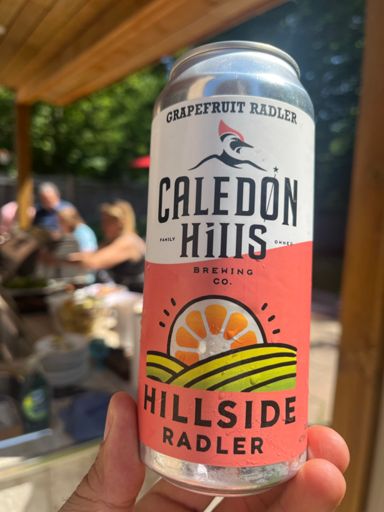 GRAPEFRUIT RADLER
CALEDON
HillS
FAMILY OWNED
BREWING
CO.
HILLSIDE
RADLER